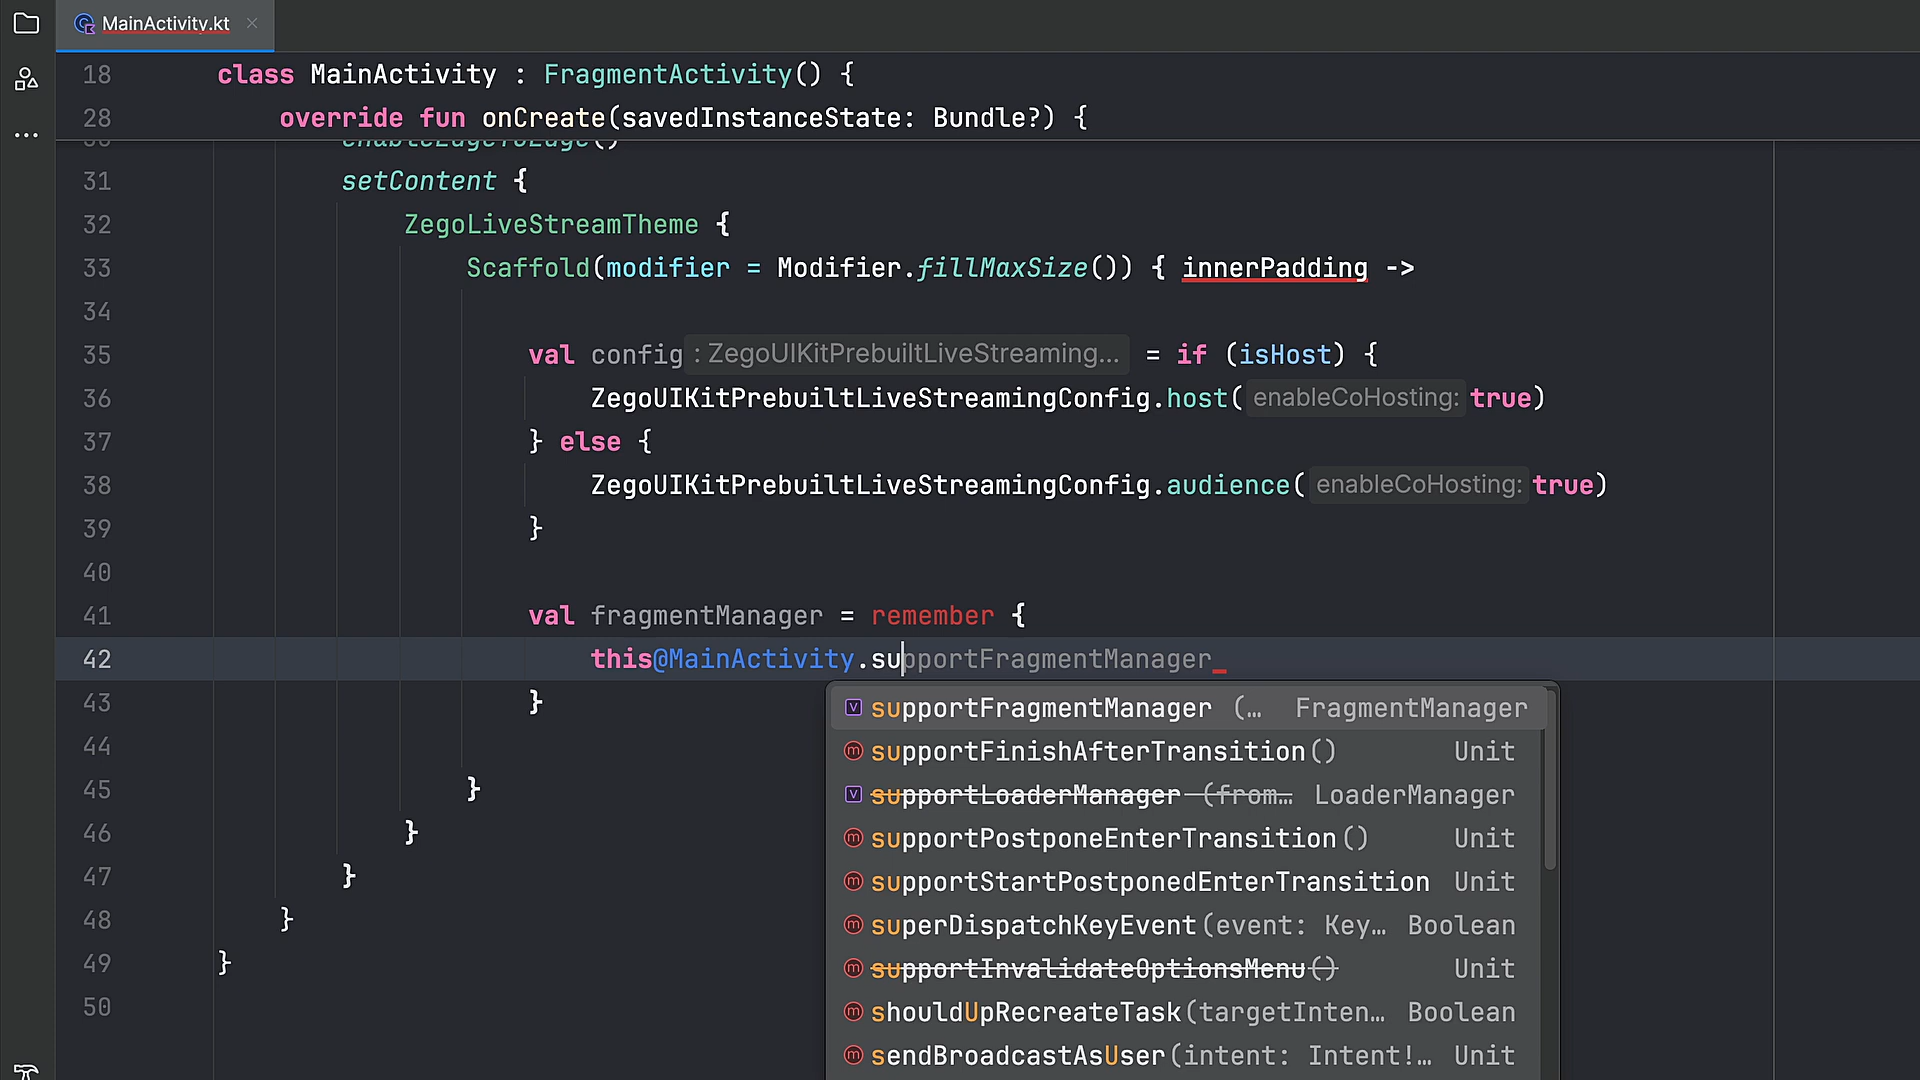 MainActivity.kt
18 class MainActivity : FragmentActivity() {
28 override fun onCreate(savedInstanceState: Bundle?) {
30 enableEdgeToEdge()
31 setContent {
32 ZegoLiveStreamTheme {
33 Scaffold(modifier = Modifier.fillMaxSize()) { innerPadding ->
34
35 val config : ZegoUIKitPrebuiltLiveStreaming... = if (isHost) {
36 ZegoUIKitPrebuiltLiveStreamingConfig.host( enableCoHosting: true)
37 } else {
38 ZegoUIKitPrebuiltLiveStreamingConfig.audience( enableCoHosting: true)
39 }
40
41 val fragmentManager = remember {
42 this@MainActivity.supportFragmentManager
43 }
supportFragmentManager (… FragmentManager
44
supportFinishAfterTransition() Unit
45 }
supportLoaderManager (from… LoaderManager
46 }
supportPostponeEnterTransition() Unit
47 }
supportStartPostponedEnterTransition Unit
48 }
superDispatchKeyEvent(event: Key… Boolean
49 }
supportInvalidateOptionsMenu() Unit
50
shouldUpRecreateTask(targetInten… Boolean
sendBroadcastAsUser(intent: Intent!… Unit